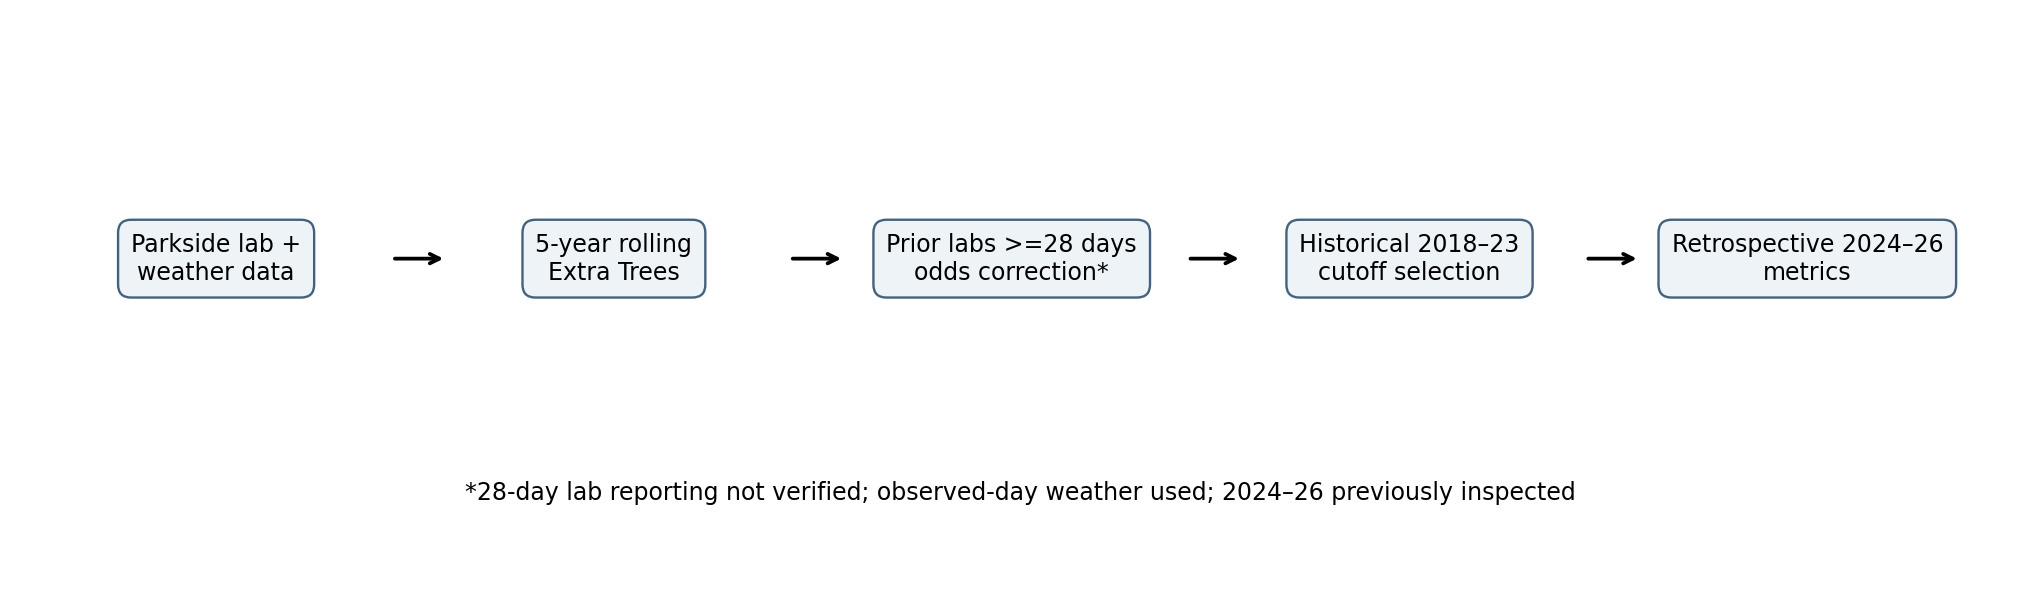 Parkside lab +
weather data
5-year rolling
Extra Trees
Prior labs >=28 days
odds correction*
Historical 2018–23
cutoff selection
Retrospective 2024–26
metrics
*28-day lab reporting not verified; observed-day weather used; 2024–26 previously inspected